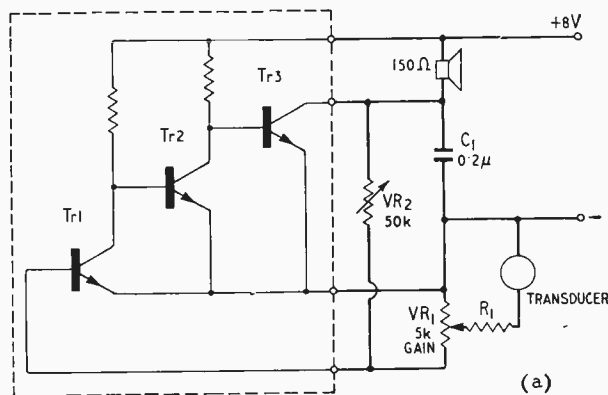 +8V
150Ω
Tr3
Tr2
C1
0·2μ
VR2
50k
Tr1
−
TRANSDUCER
VR1
5k
GAIN
R1
(a)